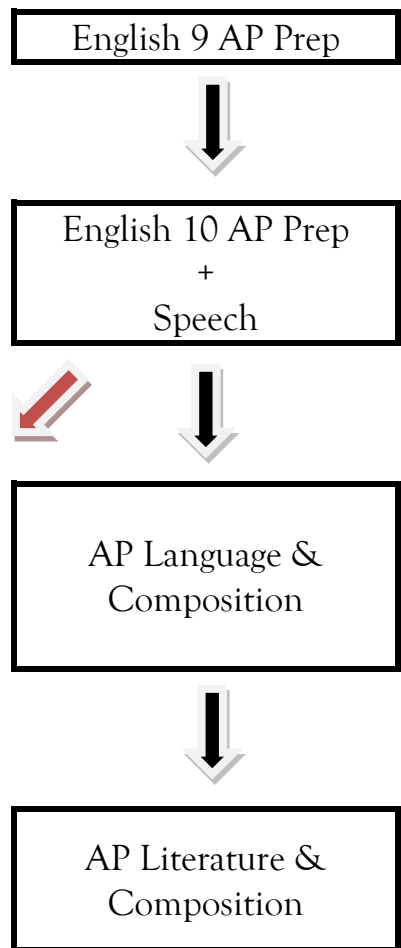 English 9 AP Prep
English 10 AP Prep
+
Speech
AP Language &
Composition
AP Literature &
Composition